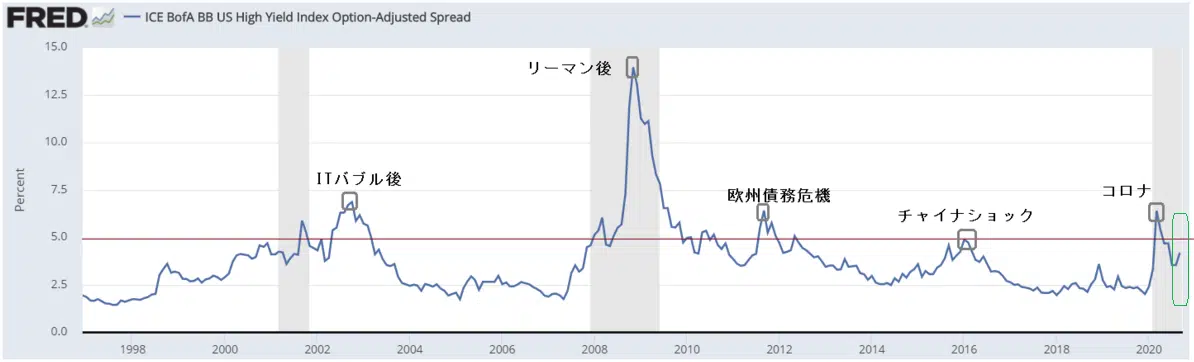 FRED ICE BofA BB US High Yield Index Option-Adjusted Spread
15.0
12.5
10.0
7.5
5.0
2.5
0.0
Percent
リーマン後
ITバブル後
欧州債務危機
チャイナショック
コロナ
1998 2000 2002 2004 2006 2008 2010 2012 2014 2016 2018 2020